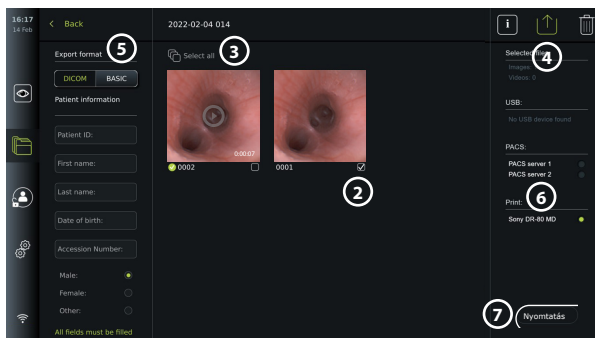 16:17
14 Feb
Back
2022-02-04 014
i
Export format
5
DICOM
BASIC
Patient information
Patient ID:
First name:
Last name:
Date of birth:
Accession Number:
Male:
Female:
Other:
All fields must be filled
Select all
3
0:00:07
0002
0001
2
4
Images:
Videos: 0
USB:
No USB device found
PACS:
PACS server 1
PACS server 2
6
Print:
Sony DR-80 MD
7
Nyomtatás